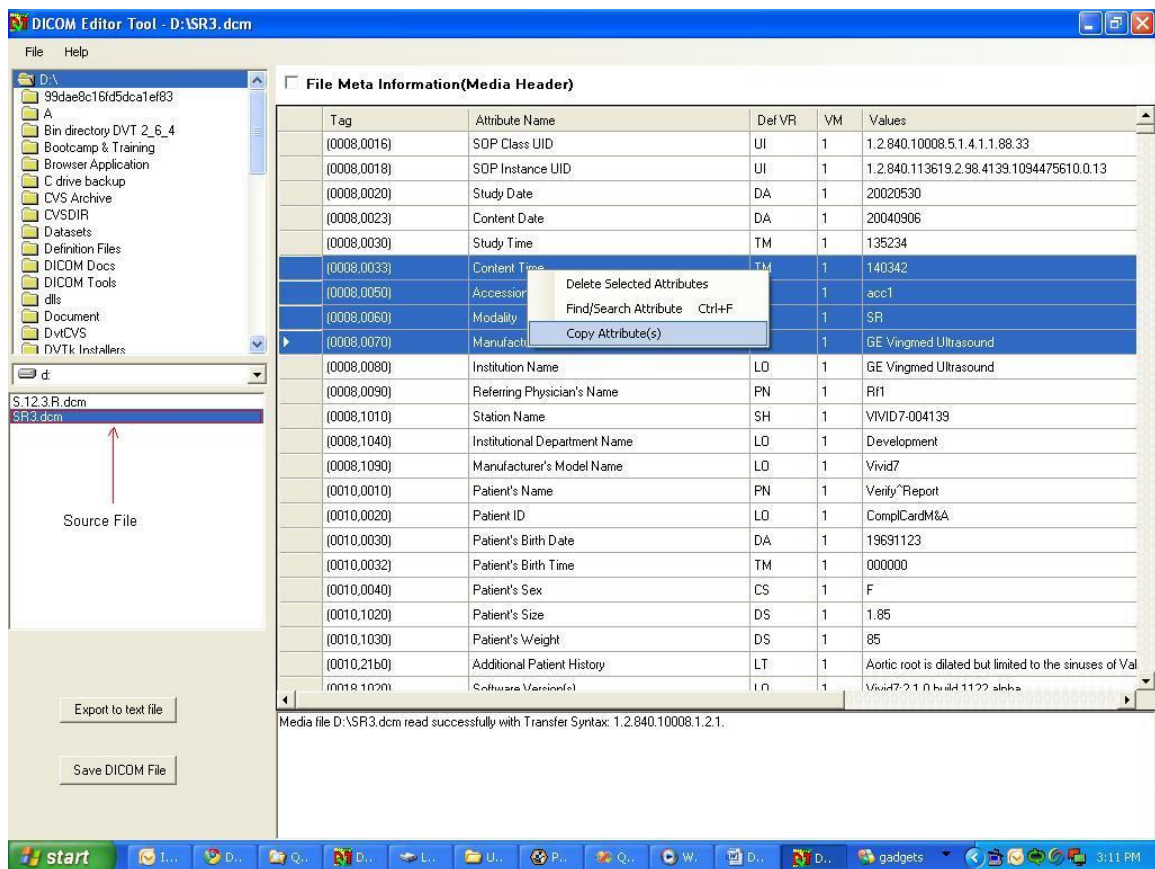 DICOM Editor Tool - D:\SR3.dcm
File Help
D:\
99dae8c16fd5dca1ef83
A
Bin directory DVT 2_6_4
Bootcamp & Training
Browser Application
C drive backup
CVS Archive
CVSDIR
Datasets
Definition Files
DICOM Docs
DICOM Tools
dlls
Document
DvtCVS
DVTk Installers
d:
S.12.3.R.dcm
SR3.dcm
Source File
Export to text file
Save DICOM File
File Meta Information(Media Header)
Tag Attribute Name Def VR VM Values
(0008,0016) SOP Class UID UI 1 1.2.840.10008.5.1.4.1.1.88.33
(0008,0018) SOP Instance UID UI 1 1.2.840.113619.2.98.4139.1094475610.0.13
(0008,0020) Study Date DA 1 20020530
(0008,0023) Content Date DA 1 20040906
(0008,0030) Study Time TM 1 135234
(0008,0033) Content Time TM 1 140342
(0008,0050) Accession 1 acc1
(0008,0060) Modality 1 SR
(0008,0070) Manufactu 1 GE Vingmed Ultrasound
Delete Selected Attributes
Find/Search Attribute Ctrl+F
Copy Attribute(s)
(0008,0080) Institution Name LO 1 GE Vingmed Ultrasound
(0008,0090) Referring Physician's Name PN 1 Rf1
(0008,1010) Station Name SH 1 VIVID7-004139
(0008,1040) Institutional Department Name LO 1 Development
(0008,1090) Manufacturer's Model Name LO 1 Vivid7
(0010,0010) Patient's Name PN 1 Verify^Report
(0010,0020) Patient ID LO 1 ComplCardM&A
(0010,0030) Patient's Birth Date DA 1 19691123
(0010,0032) Patient's Birth Time TM 1 000000
(0010,0040) Patient's Sex CS 1 F
(0010,1020) Patient's Size DS 1 1.85
(0010,1030) Patient's Weight DS 1 85
(0010,21b0) Additional Patient History LT 1 Aortic root is dilated but limited to the sinuses of Val
(0018,1020) Software Version(s) LO 1 Vivid7:2.1.0 build 1122 alpha
Media file D:\SR3.dcm read successfully with Transfer Syntax: 1.2.840.10008.1.2.1.
start I... D.. Q.. D.. L.. U.. P.. Q.. W. D.. D.. gadgets 3:11 PM